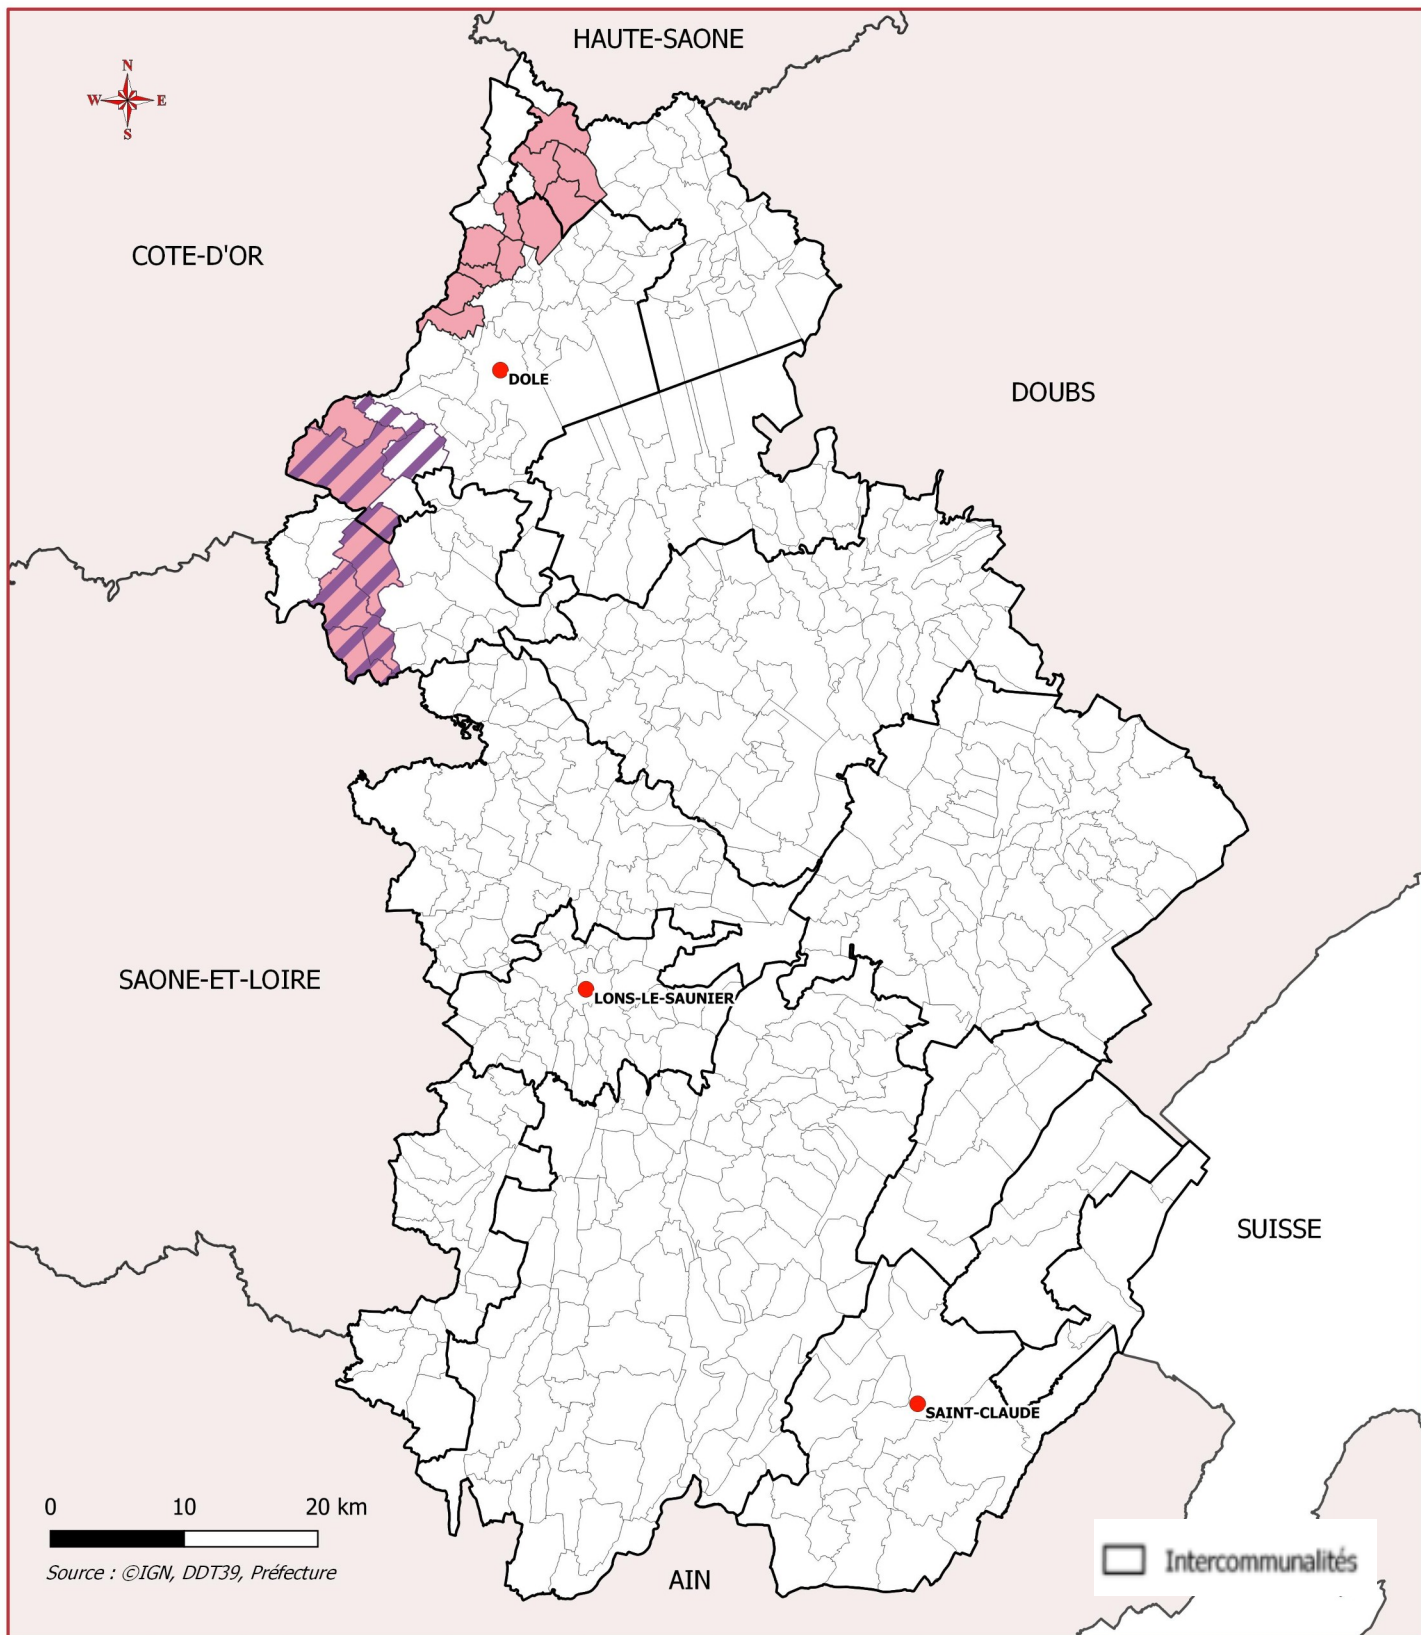 HAUTE-SAONE
N
W E
S
COTE-D'OR
DOLE
DOUBS
SAONE-ET-LOIRE
LONS-LE-SAUNIER
SUISSE
SAINT-CLAUDE
0 10 20 km
Source : ©IGN, DDT39, Préfecture
AIN
Intercommunalités